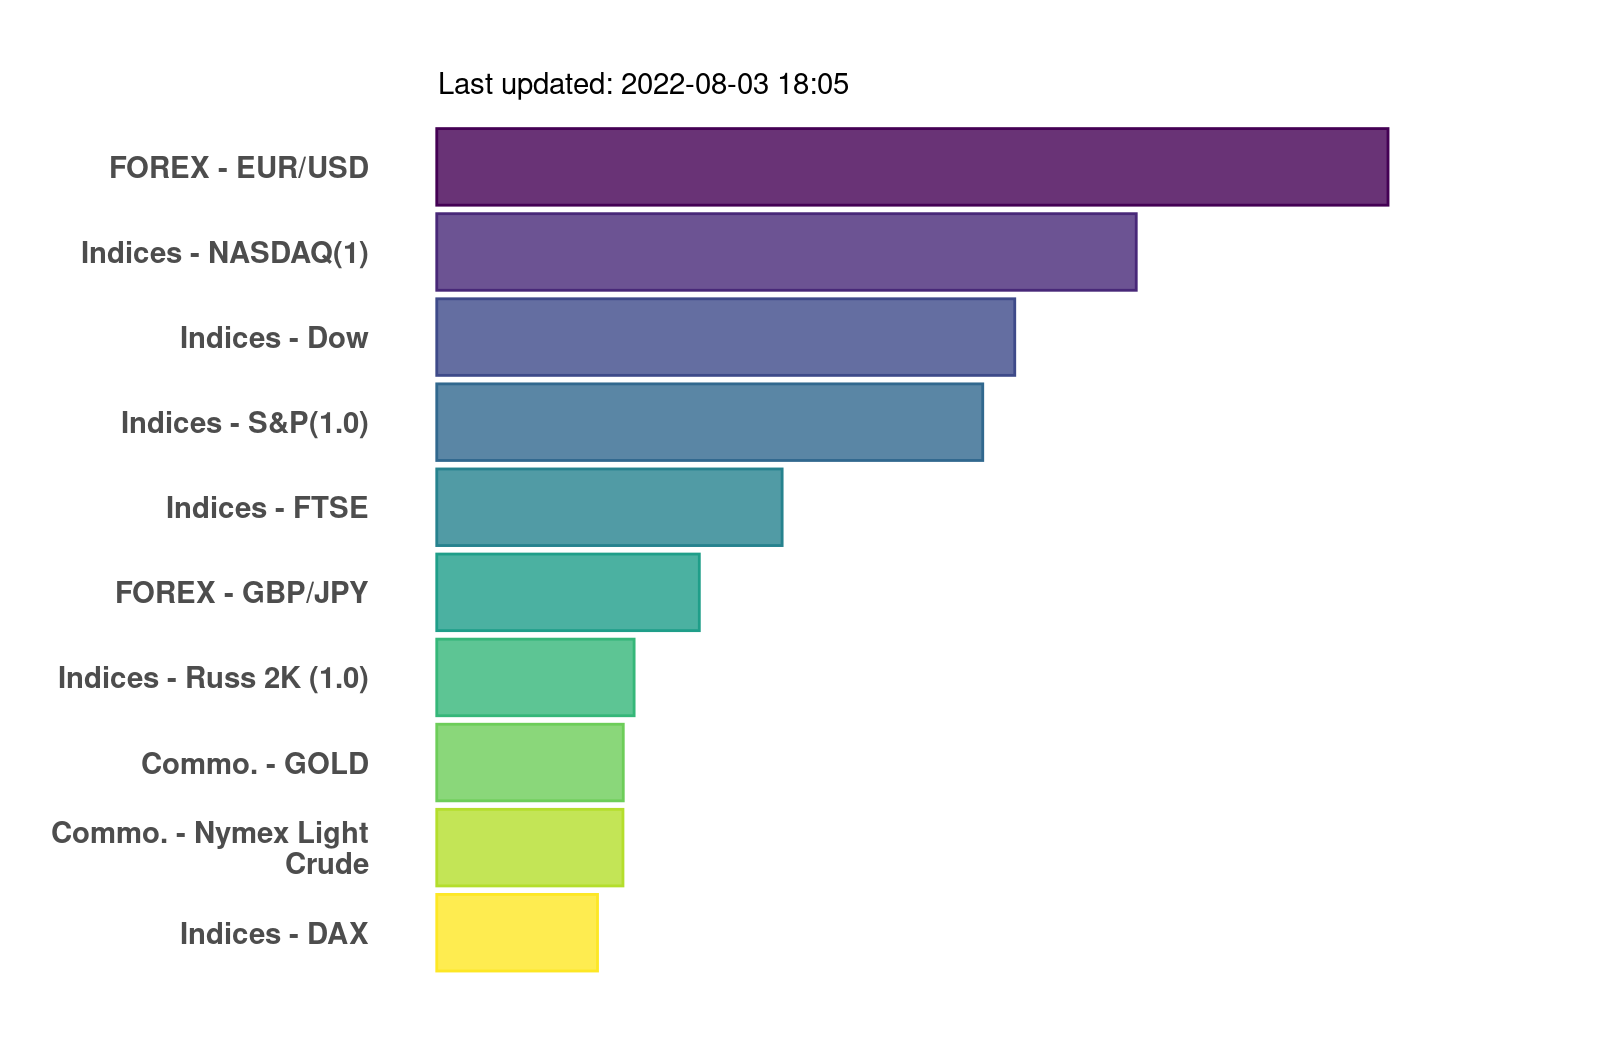 Last updated: 2022-08-03 18:05
FOREX - EUR/USD
Indices - NASDAQ(1)
Indices - Dow
Indices - S&P(1.0)
Indices - FTSE
FOREX - GBP/JPY
Indices - Russ 2K (1.0)
Commo. - GOLD
Commo. - Nymex Light
Crude
Indices - DAX